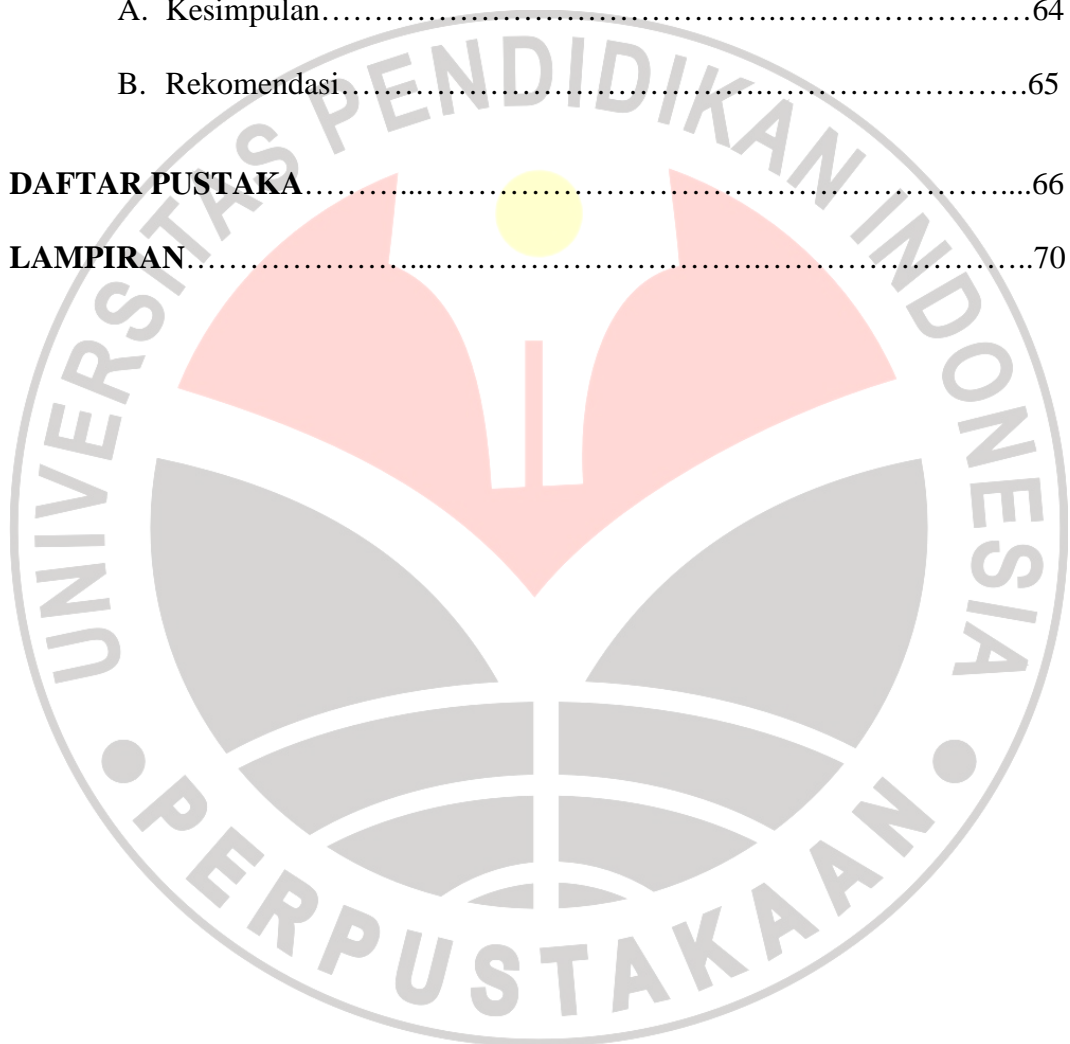 A. Kesimpulan……………………………………………………………64
B. Rekomendasi…………………………………………………………65
DAFTAR PUSTAKA………...……………………………………………………....66
LAMPIRAN…………………..…………………………………………………….70
UNIVERSITAS PENDIDIKAN INDONESIA
PERPUSTAKAAN